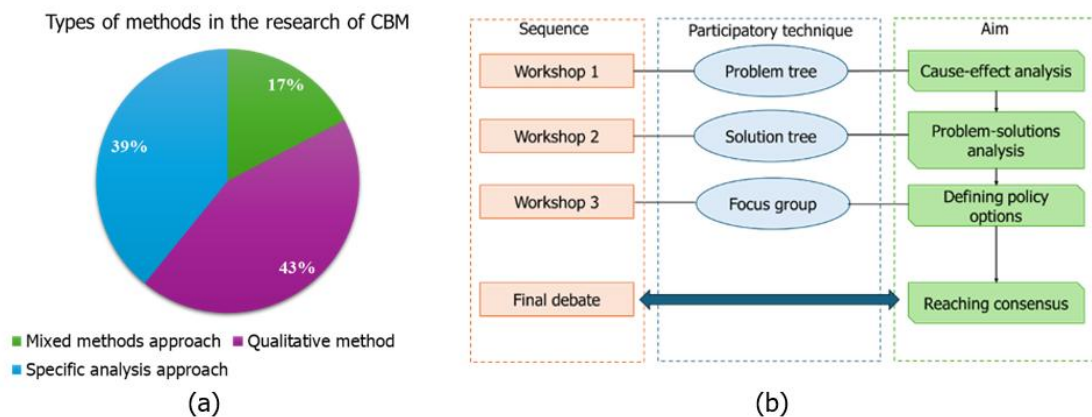 Types of methods in the research of CBM
17%
39%
43%
Mixed methods approach
Qualitative method
Specific analysis approach
(a)
Sequence
Participatory technique
Aim
Workshop 1
Problem tree
Cause-effect analysis
Workshop 2
Solution tree
Problem-solutions
analysis
Workshop 3
Focus group
Defining policy
options
Final debate
Reaching consensus
(b)